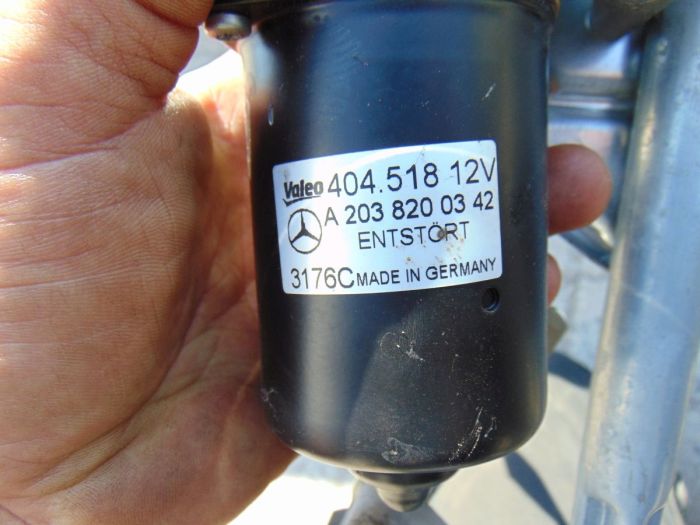 Valeo 404.518 12V
A 203 820 03 42
ENTSTÖRT
3176C MADE IN GERMANY